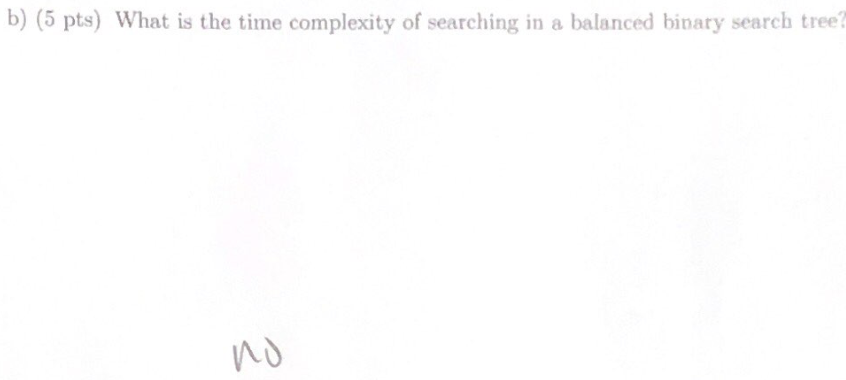 b) (5 pts) What is the time complexity of searching in a balanced binary search tree?
no